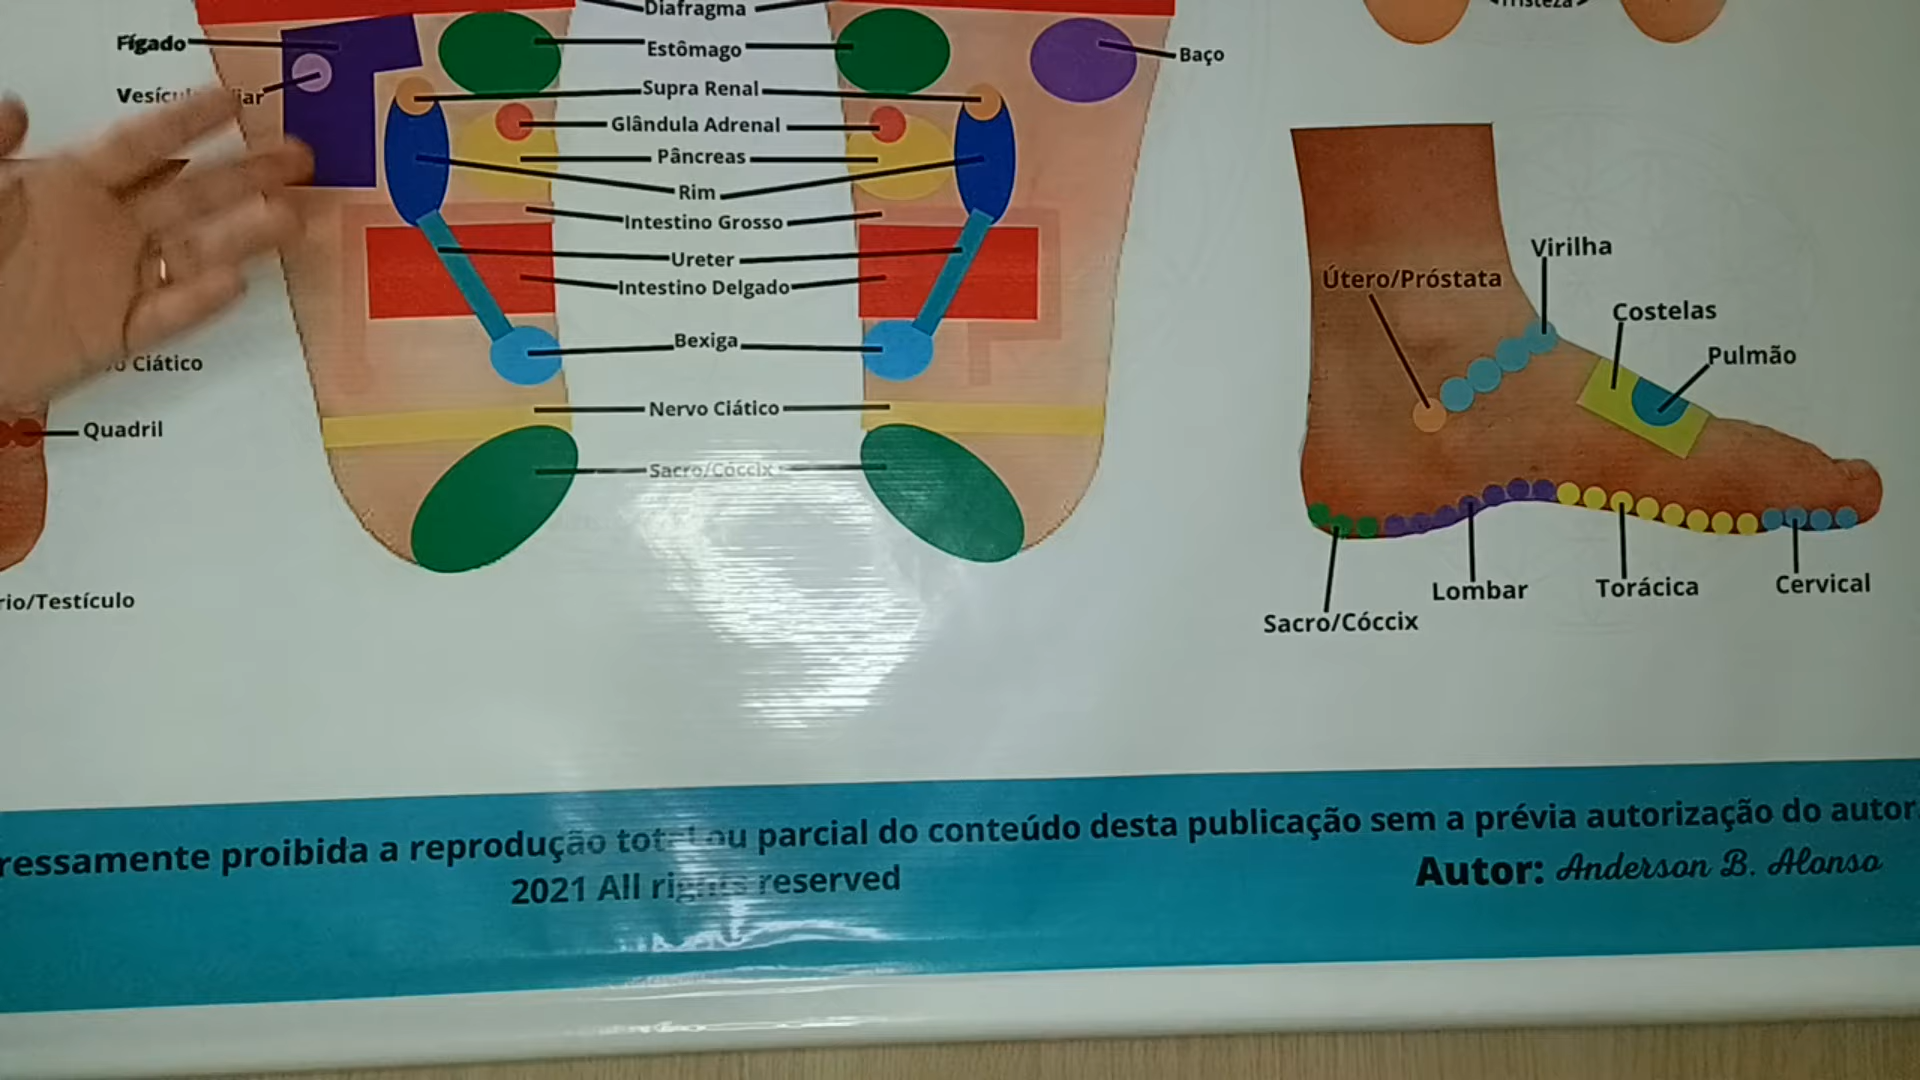 Diafragma
Fígado
Estômago
Baço
Supra Renal
Glândula Adrenal
Pâncreas
Rim
Intestino Grosso
Ureter
Intestino Delgado
Bexiga
Ciático
Nervo Ciático
Quadril
Sacro/Cóccix
Virilha
Útero/Próstata
Costelas
Pulmão
Lombar
Torácica
Cervical
Sacro/Cóccix
rio/Testículo
ressamente proibida a reprodução total ou parcial do conteúdo desta publicação sem a prévia autorização do autor.
2021 All rights reserved
Autor: Anderson B. Alonso